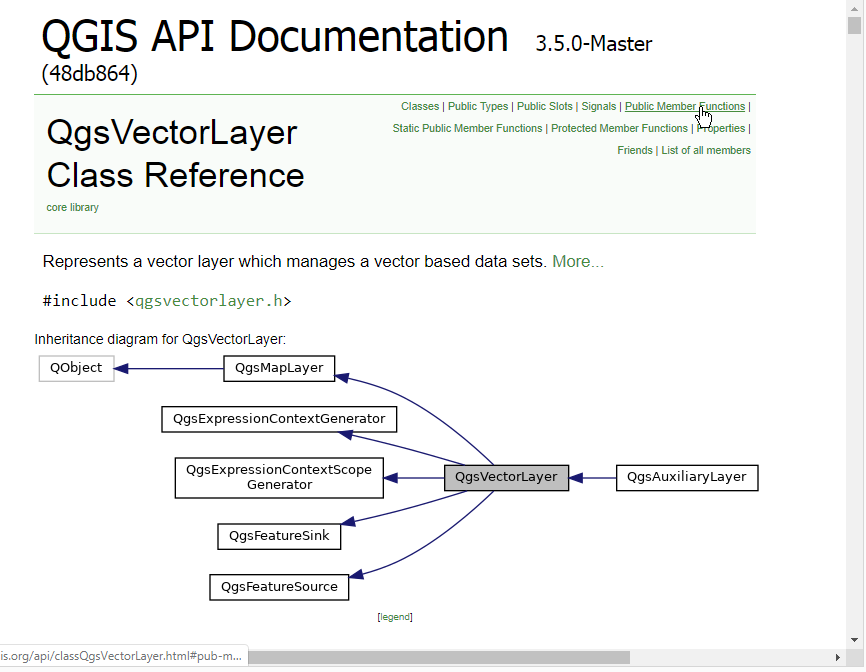 QGIS API Documentation 3.5.0-Master
(48db864)
Classes | Public Types | Public Slots | Signals | Public Member Functions |
Static Public Member Functions | Protected Member Functions | Properties |
Friends | List of all members
QgsVectorLayer
Class Reference
core library
Represents a vector layer which manages a vector based data sets. More...
#include <qgsvectorlayer.h>
Inheritance diagram for QgsVectorLayer:
QObject
QgsMapLayer
QgsExpressionContextGenerator
QgsExpressionContextScope
Generator
QgsVectorLayer
QgsAuxiliaryLayer
QgsFeatureSink
QgsFeatureSource
[legend]
is.org/api/classQgsVectorLayer.html#pub-m...